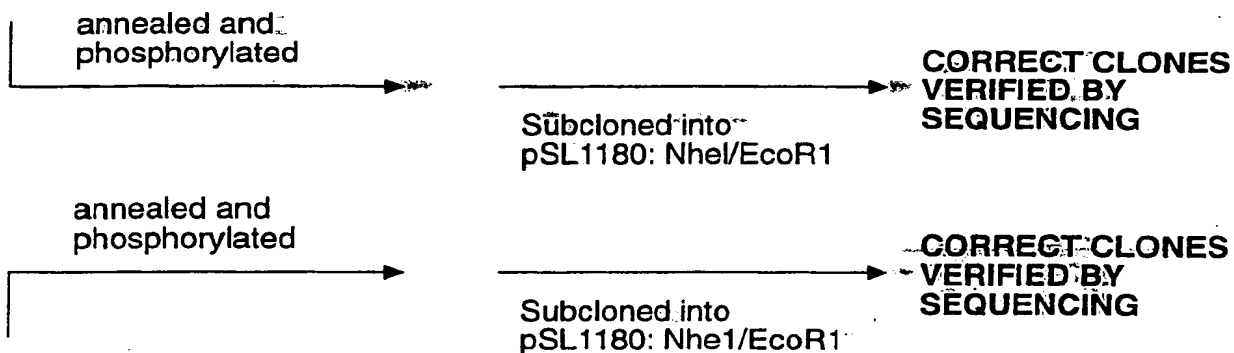 annealed and
phosphorylated
CORRECT CLONES
VERIFIED BY
SEQUENCING
Subcloned into
pSL1180: NheI/EcoR1
annealed and
phosphorylated
CORRECT CLONES
VERIFIED BY
SEQUENCING
Subcloned into
pSL1180: Nhe1/EcoR1